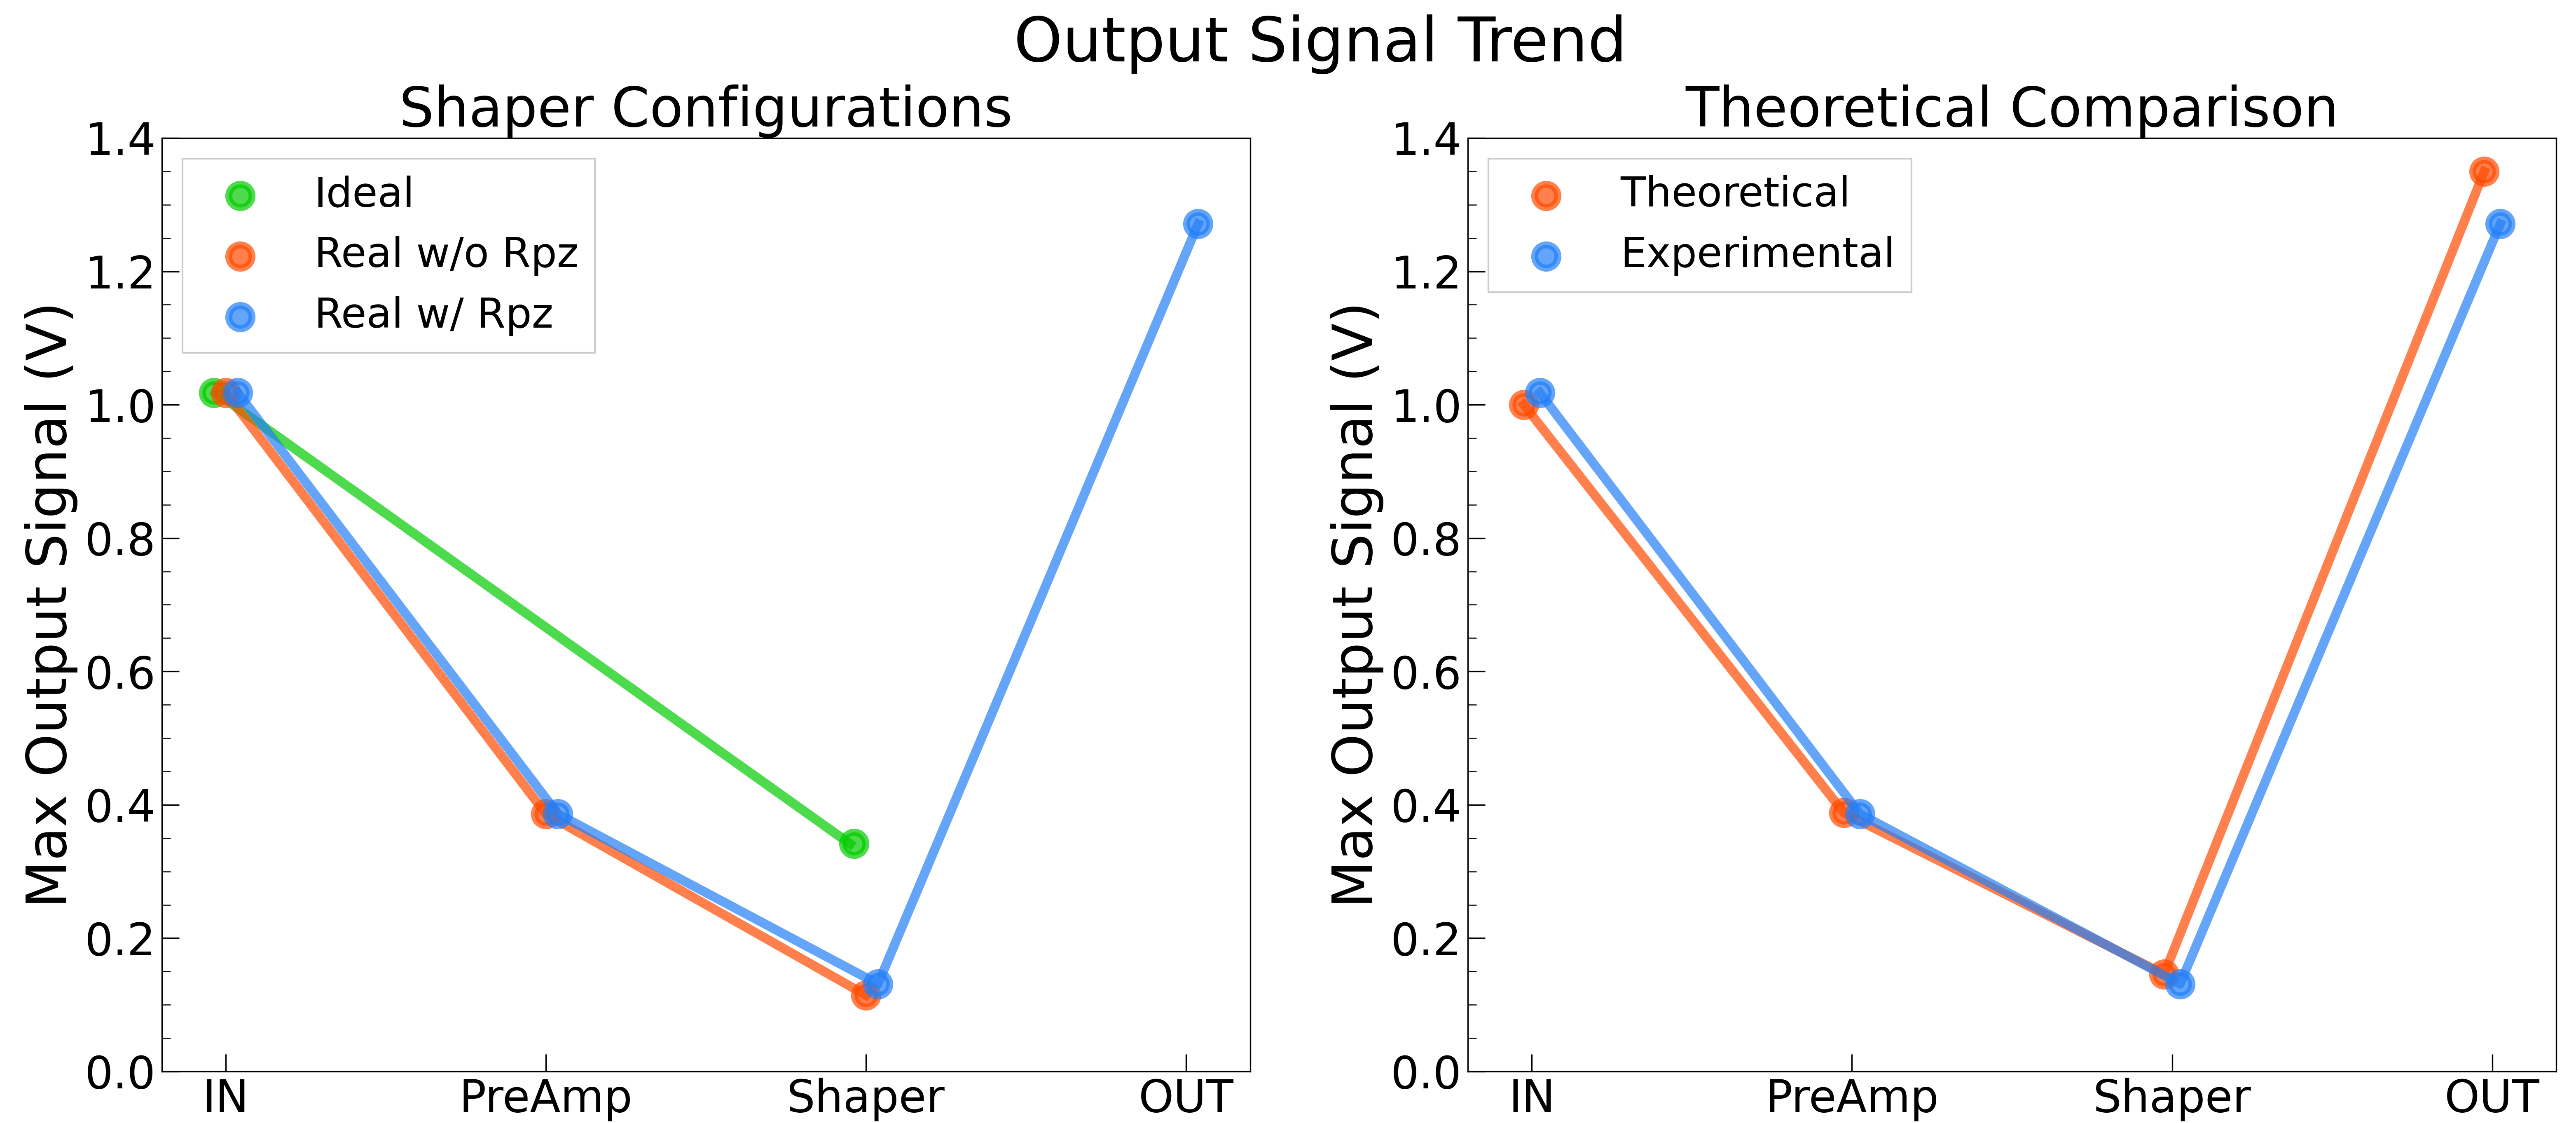 Output Signal Trend
Shaper Configurations
Max Output Signal (V)
1.4
1.2
1.0
0.8
0.6
0.4
0.2
0.0
Ideal
Real w/o Rpz
Real w/ Rpz
IN PreAmp Shaper OUT
Theoretical Comparison
Max Output Signal (V)
1.4
1.2
1.0
0.8
0.6
0.4
0.2
0.0
Theoretical
Experimental
IN PreAmp Shaper OUT